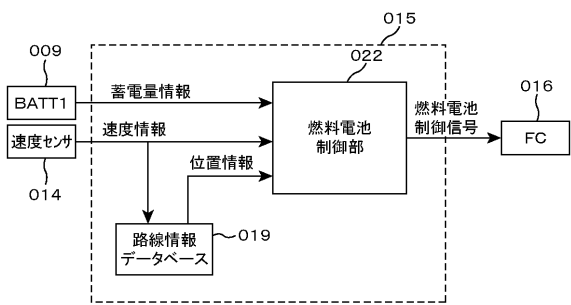 015
009
022
BATT1
蓄電量情報
016
燃料電池
制御信号
速度センサ
速度情報
燃料電池
制御部
FC
014
位置情報
路線情報
データベース
019